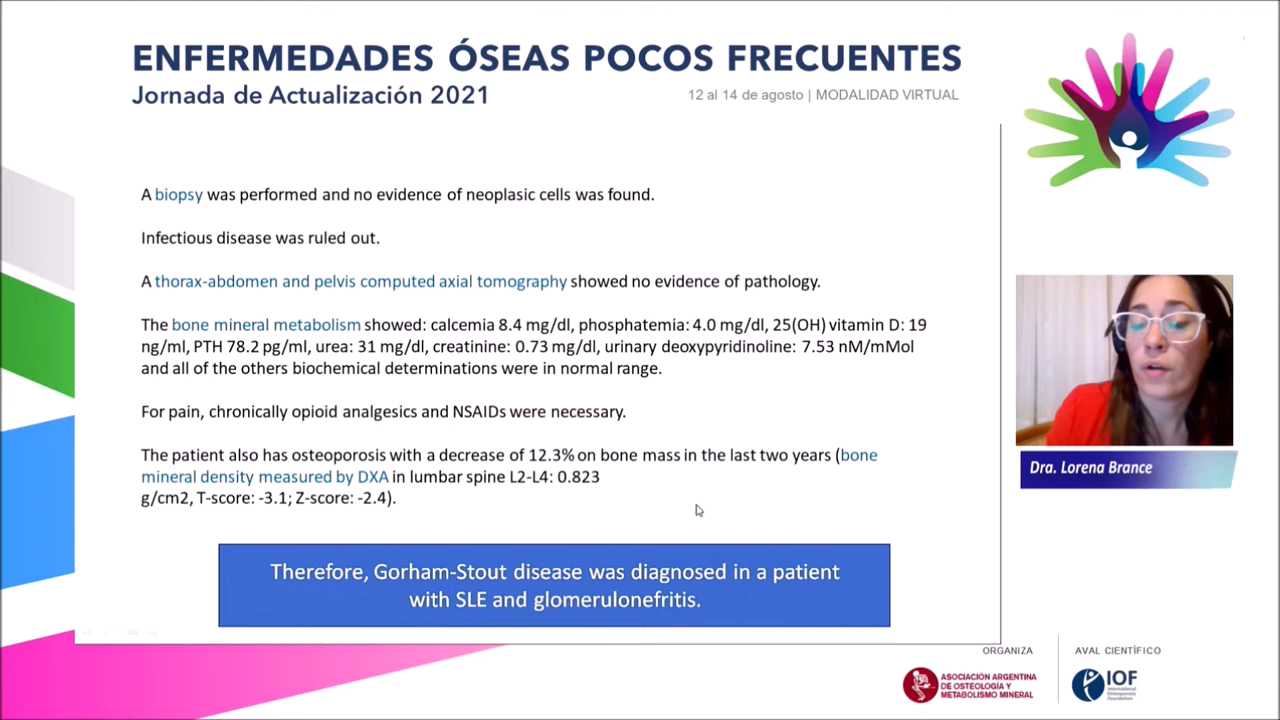 ENFERMEDADES ÓSEAS POCOS FRECUENTES
Jornada de Actualización 2021
12 al 14 de agosto | MODALIDAD VIRTUAL
A biopsy was performed and no evidence of neoplasic cells was found.
Infectious disease was ruled out.
A thorax-abdomen and pelvis computed axial tomography showed no evidence of pathology.
The bone mineral metabolism showed: calcemia 8.4 mg/dl, phosphatemia: 4.0 mg/dl, 25(OH) vitamin D: 19
ng/ml, PTH 78.2 pg/ml, urea: 31 mg/dl, creatinine: 0.73 mg/dl, urinary deoxypyridinoline: 7.53 nM/mMol
and all of the others biochemical determinations were in normal range.
For pain, chronically opioid analgesics and NSAIDs were necessary.
The patient also has osteoporosis with a decrease of 12.3% on bone mass in the last two years (bone
mineral density measured by DXA in lumbar spine L2-L4: 0.823
g/cm2, T-score: -3.1; Z-score: -2.4).
Therefore, Gorham-Stout disease was diagnosed in a patient
with SLE and glomerulonefritis.
Dra. Lorena Brance
ORGANIZA
ASOCIACIÓN ARGENTINA
DE OSTEOLOGÍA Y
METABOLISMO MINERAL
AVAL CIENTÍFICO
IOF
International
Osteoporosis
Foundation